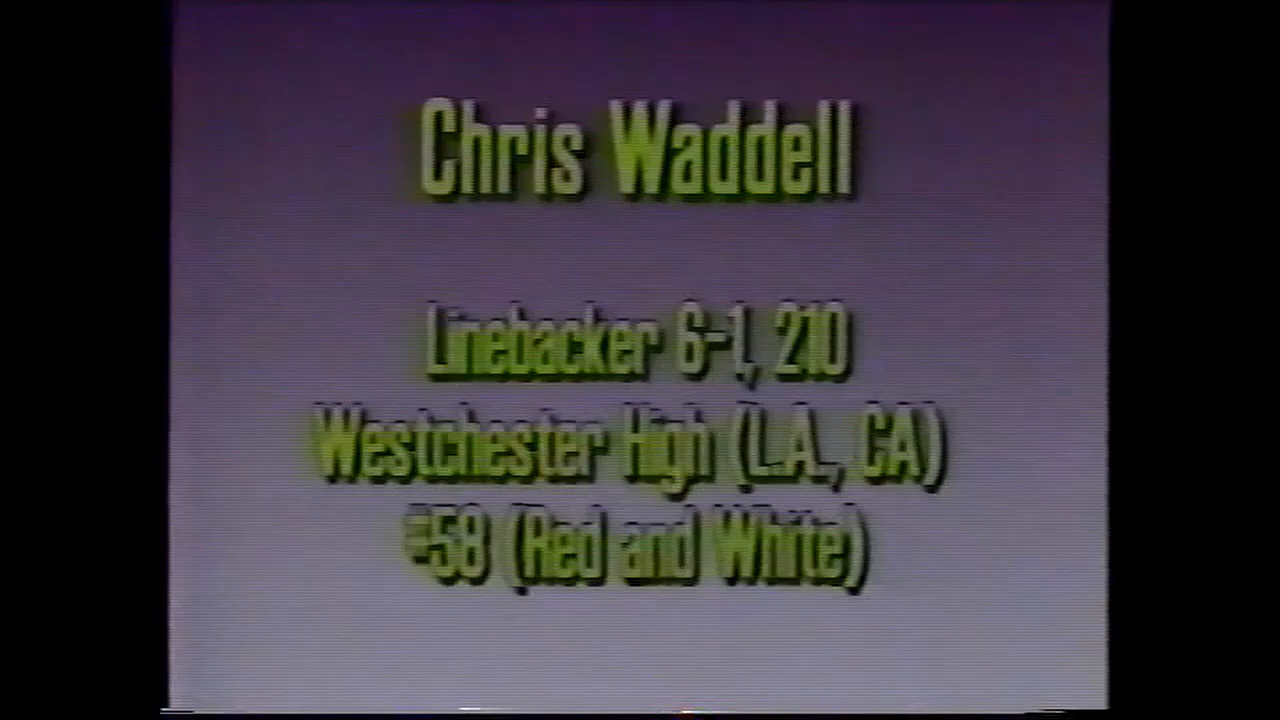 Chris Waddell
Linebacker 6-1, 210
Westchester High (L.A., CA)
#58 (Red and White)